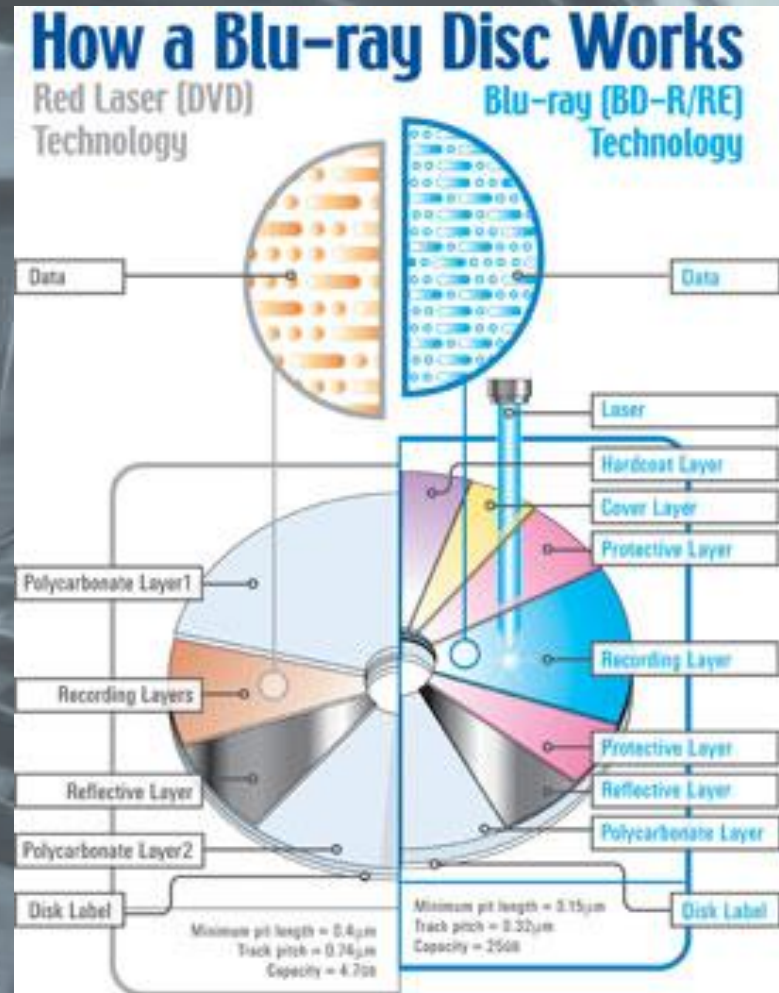 How a Blu-ray Disc Works
Red Laser (DVD)
Technology
Blu-ray (BD-R/RE)
Technology
Data
Data
Laser
Hardcoat Layer
Cover Layer
Protective Layer
Polycarbonate Layer1
Recording Layer
Recording Layers
Protective Layer
Reflective Layer
Reflective Layer
Polycarbonate Layer
Polycarbonate Layer2
Disk Label
Disk Label
Minimum pit length = 0.4µm
Track pitch = 0.74µm
Capacity = 4.7GB
Minimum pit length = 0.15µm
Track pitch = 0.32µm
Capacity = 25GB